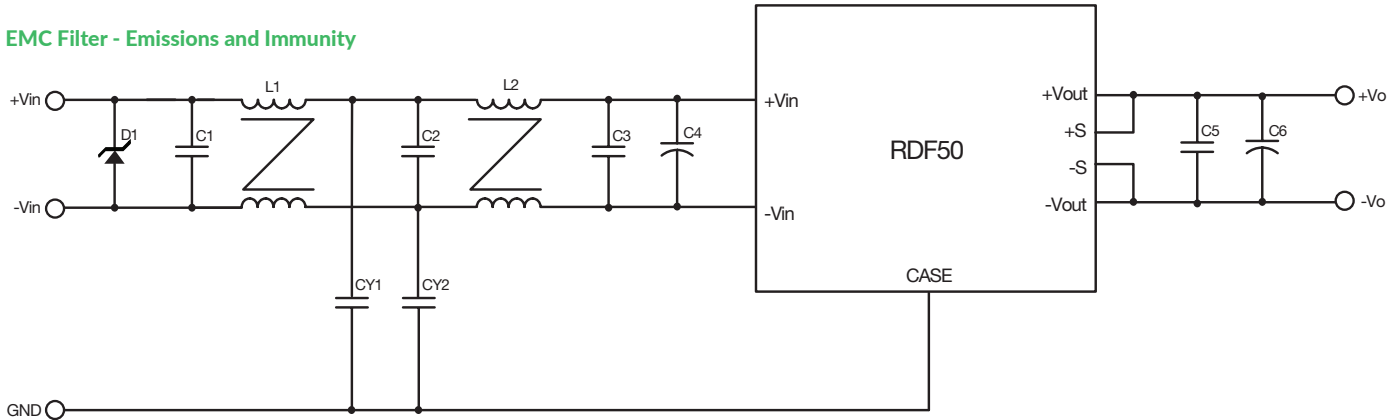 EMC Filter - Emissions and Immunity
+Vin
D1
C1
L1
C2
L2
C3
C4
+Vin
RDF50
+Vout
+S
C5
C6
+Vo
-Vin
-Vin
-S
-Vout
-Vo
CY1
CY2
CASE
GND